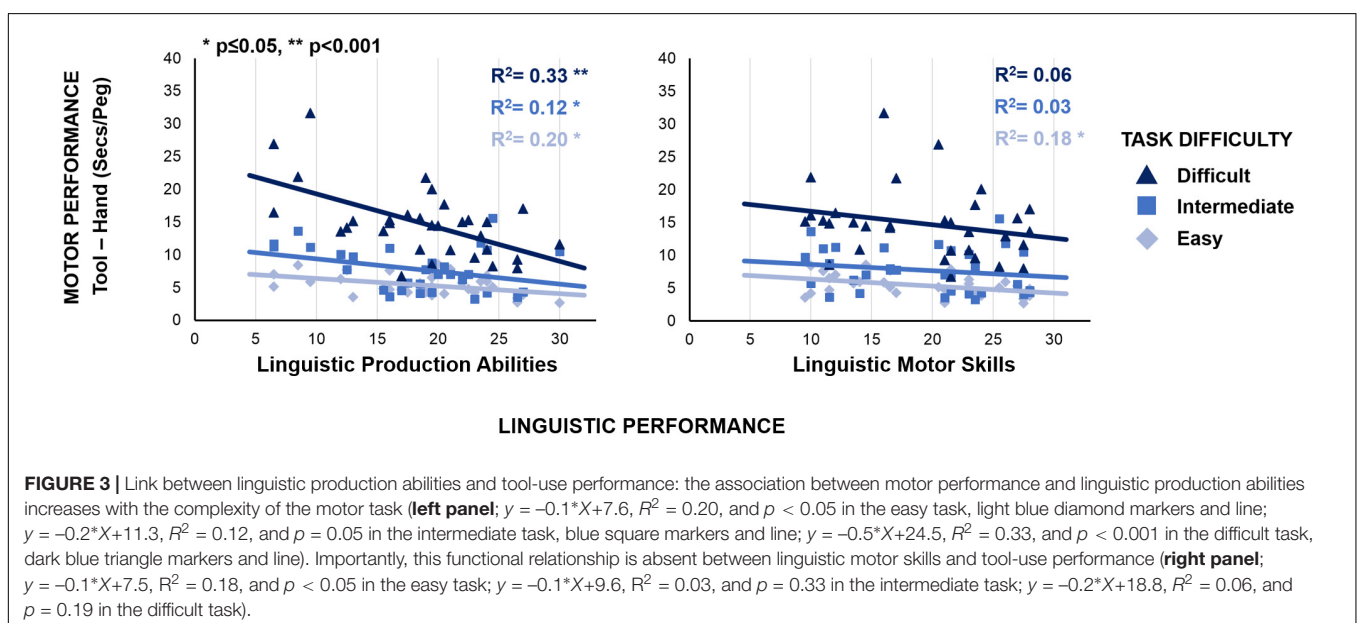 * p≤0.05, ** p<0.001
MOTOR PERFORMANCE
Tool – Hand (Secs/Peg)
40
35
30
25
20
15
10
5
0
R²= 0.33 **
R²= 0.12 *
R²= 0.20 *
0 5 10 15 20 25 30
Linguistic Production Abilities
40
35
30
25
20
15
10
5
0
R²= 0.06
R²= 0.03
R²= 0.18 *
0 5 10 15 20 25 30
Linguistic Motor Skills
TASK DIFFICULTY
Difficult
Intermediate
Easy
LINGUISTIC PERFORMANCE
FIGURE 3 | Link between linguistic production abilities and tool-use performance: the association between motor performance and linguistic production abilities
increases with the complexity of the motor task (left panel; y = –0.1*X+7.6, R² = 0.20, and p < 0.05 in the easy task, light blue diamond markers and line;
y = –0.2*X+11.3, R² = 0.12, and p = 0.05 in the intermediate task, blue square markers and line; y = –0.5*X+24.5, R² = 0.33, and p < 0.001 in the difficult task,
dark blue triangle markers and line). Importantly, this functional relationship is absent between linguistic motor skills and tool-use performance (right panel;
y = –0.1*X+7.5, R² = 0.18, and p < 0.05 in the easy task; y = –0.1*X+9.6, R² = 0.03, and p = 0.33 in the intermediate task; y = –0.2*X+18.8, R² = 0.06, and
p = 0.19 in the difficult task).